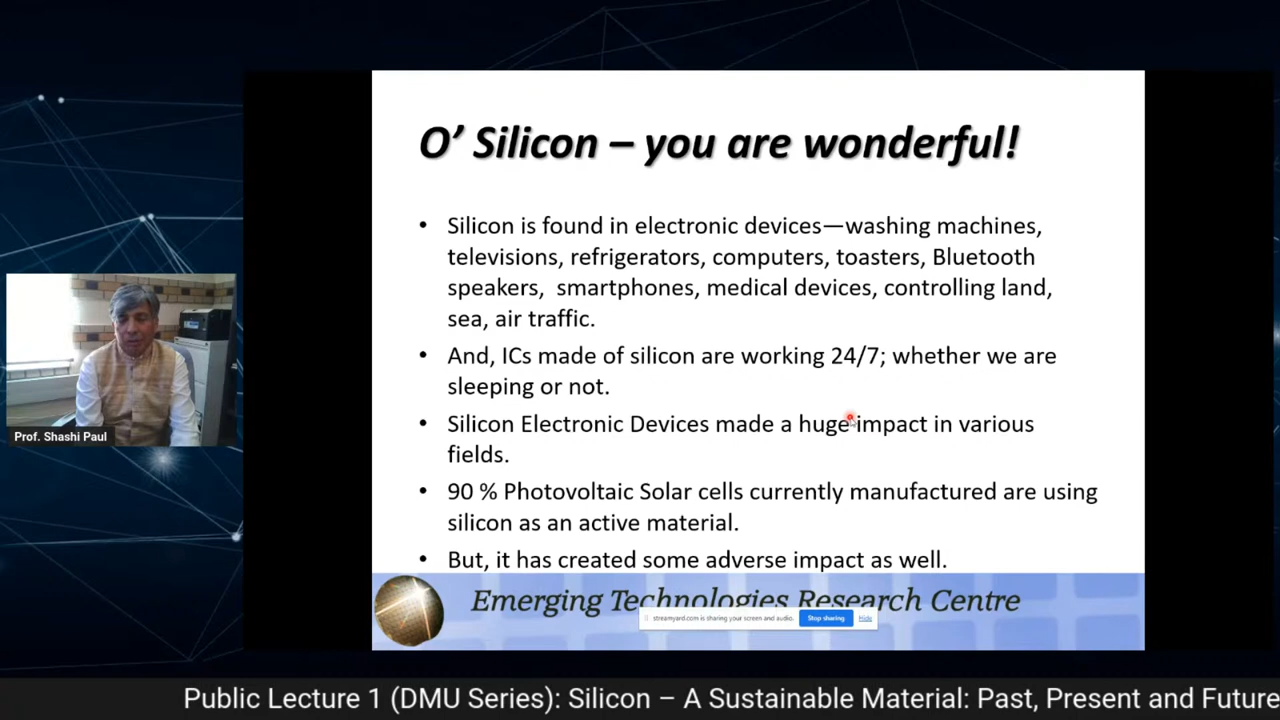 O’ Silicon – you are wonderful!
• Silicon is found in electronic devices—washing machines,
televisions, refrigerators, computers, toasters, Bluetooth
speakers, smartphones, medical devices, controlling land,
sea, air traffic.
• And, ICs made of silicon are working 24/7; whether we are
sleeping or not.
• Silicon Electronic Devices made a huge impact in various
fields.
• 90 % Photovoltaic Solar cells currently manufactured are using
silicon as an active material.
• But, it has created some adverse impact as well.
Prof. Shashi Paul
Emerging Technologies Research Centre
streamyard.com is sharing your screen and audio. Stop sharing Hide
Public Lecture 1 (DMU Series): Silicon – A Sustainable Material: Past, Present and Future